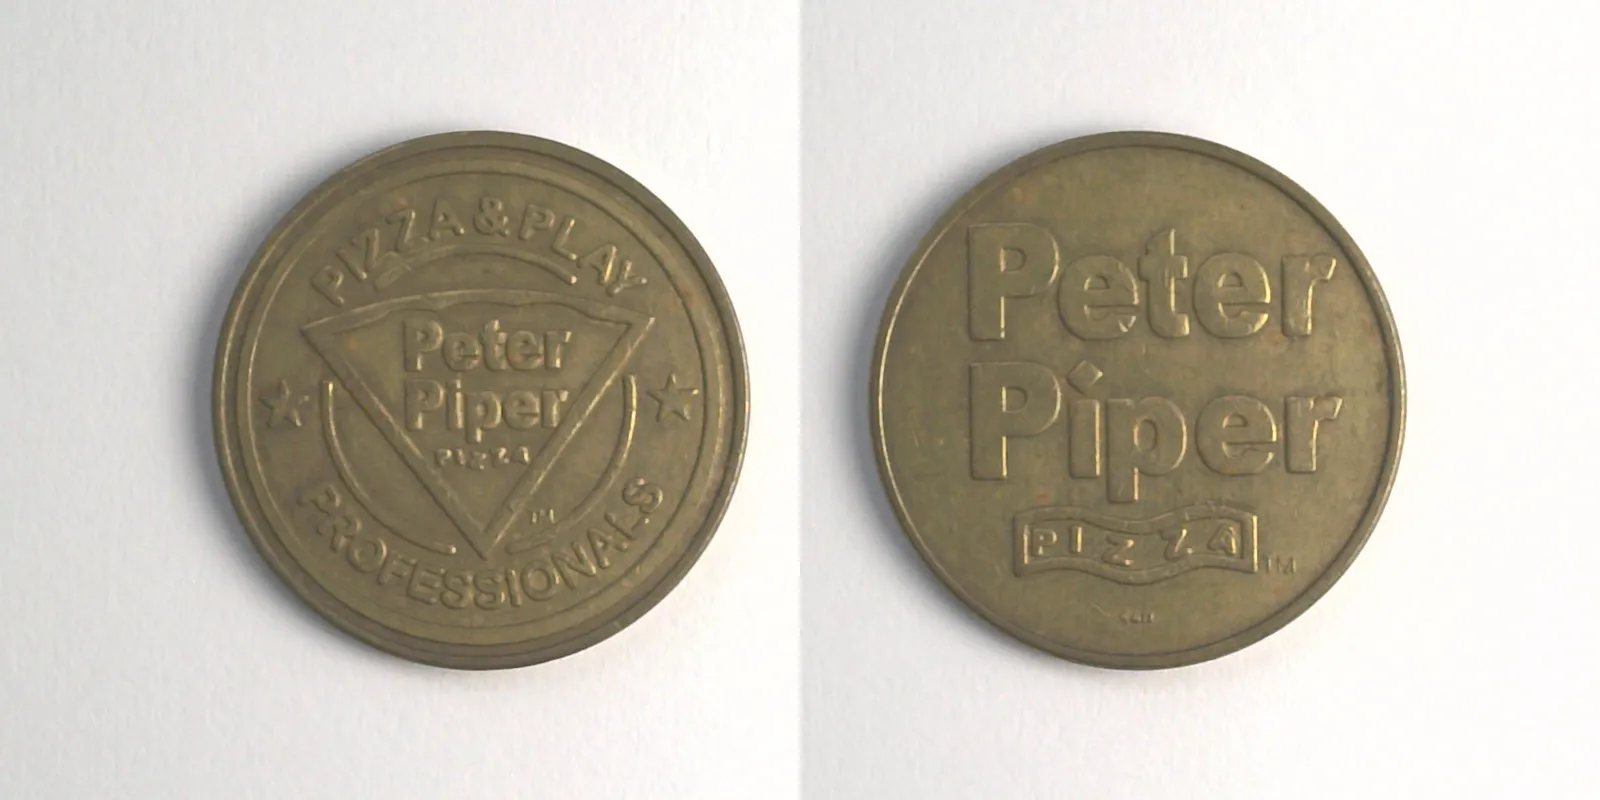 PIZZA & PLAY
Peter
Piper
PIZZA
TM
PROFESSIONALS
Peter
Piper
PIZZA
TM